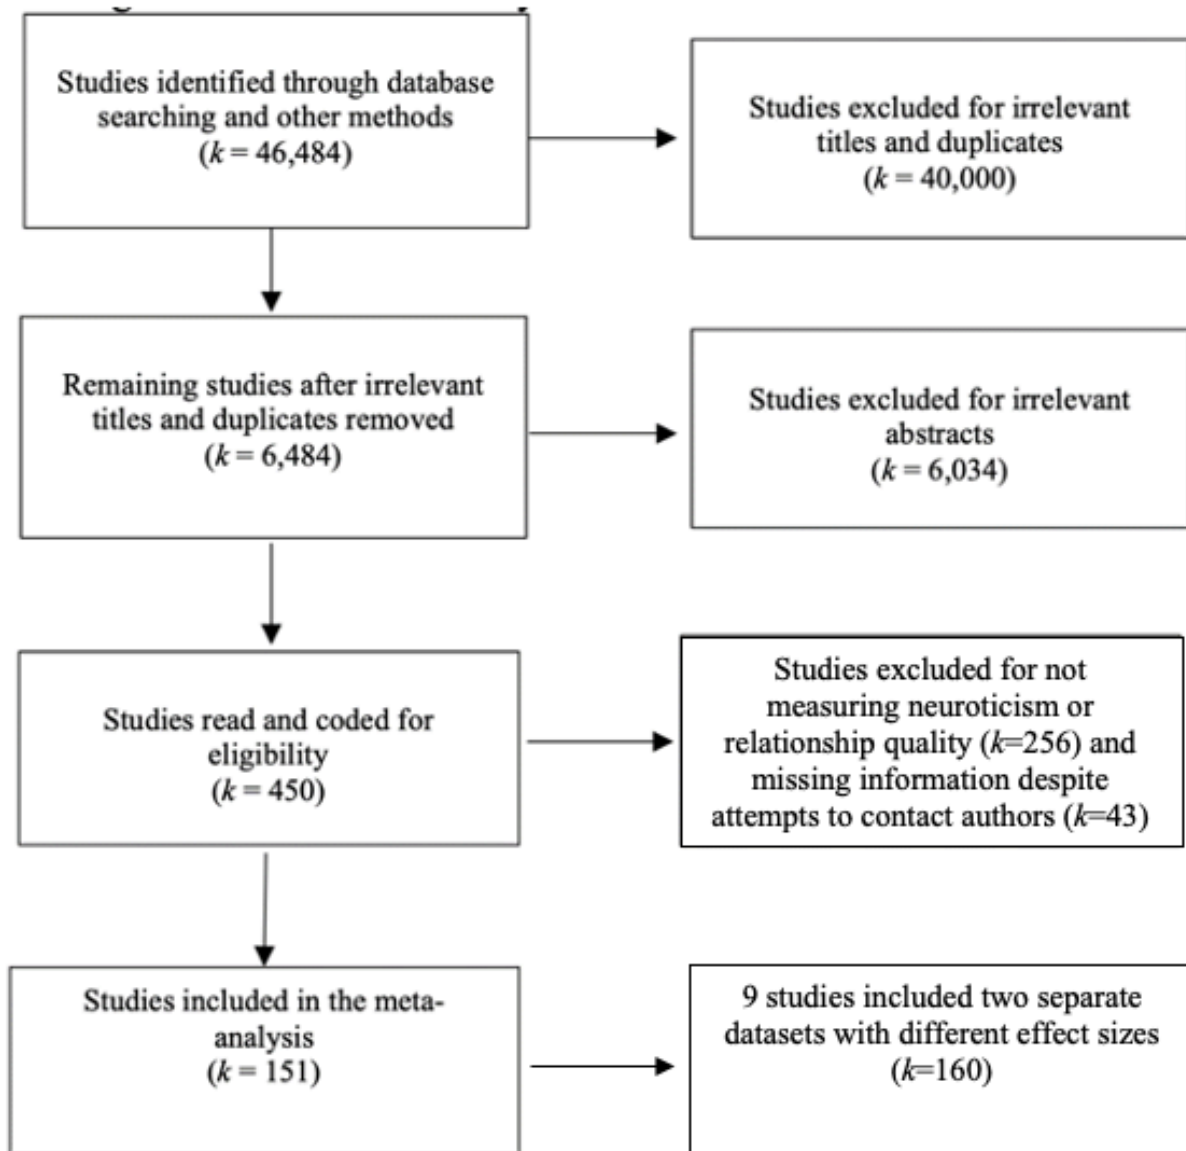 Studies identified through database
searching and other methods
(k = 46,484)
Studies excluded for irrelevant
titles and duplicates
(k = 40,000)
Remaining studies after irrelevant
titles and duplicates removed
(k = 6,484)
Studies excluded for irrelevant
abstracts
(k = 6,034)
Studies read and coded for
eligibility
(k = 450)
Studies excluded for not
measuring neuroticism or
relationship quality (k=256) and
missing information despite
attempts to contact authors (k=43)
Studies included in the meta-
analysis
(k = 151)
9 studies included two separate
datasets with different effect sizes
(k=160)